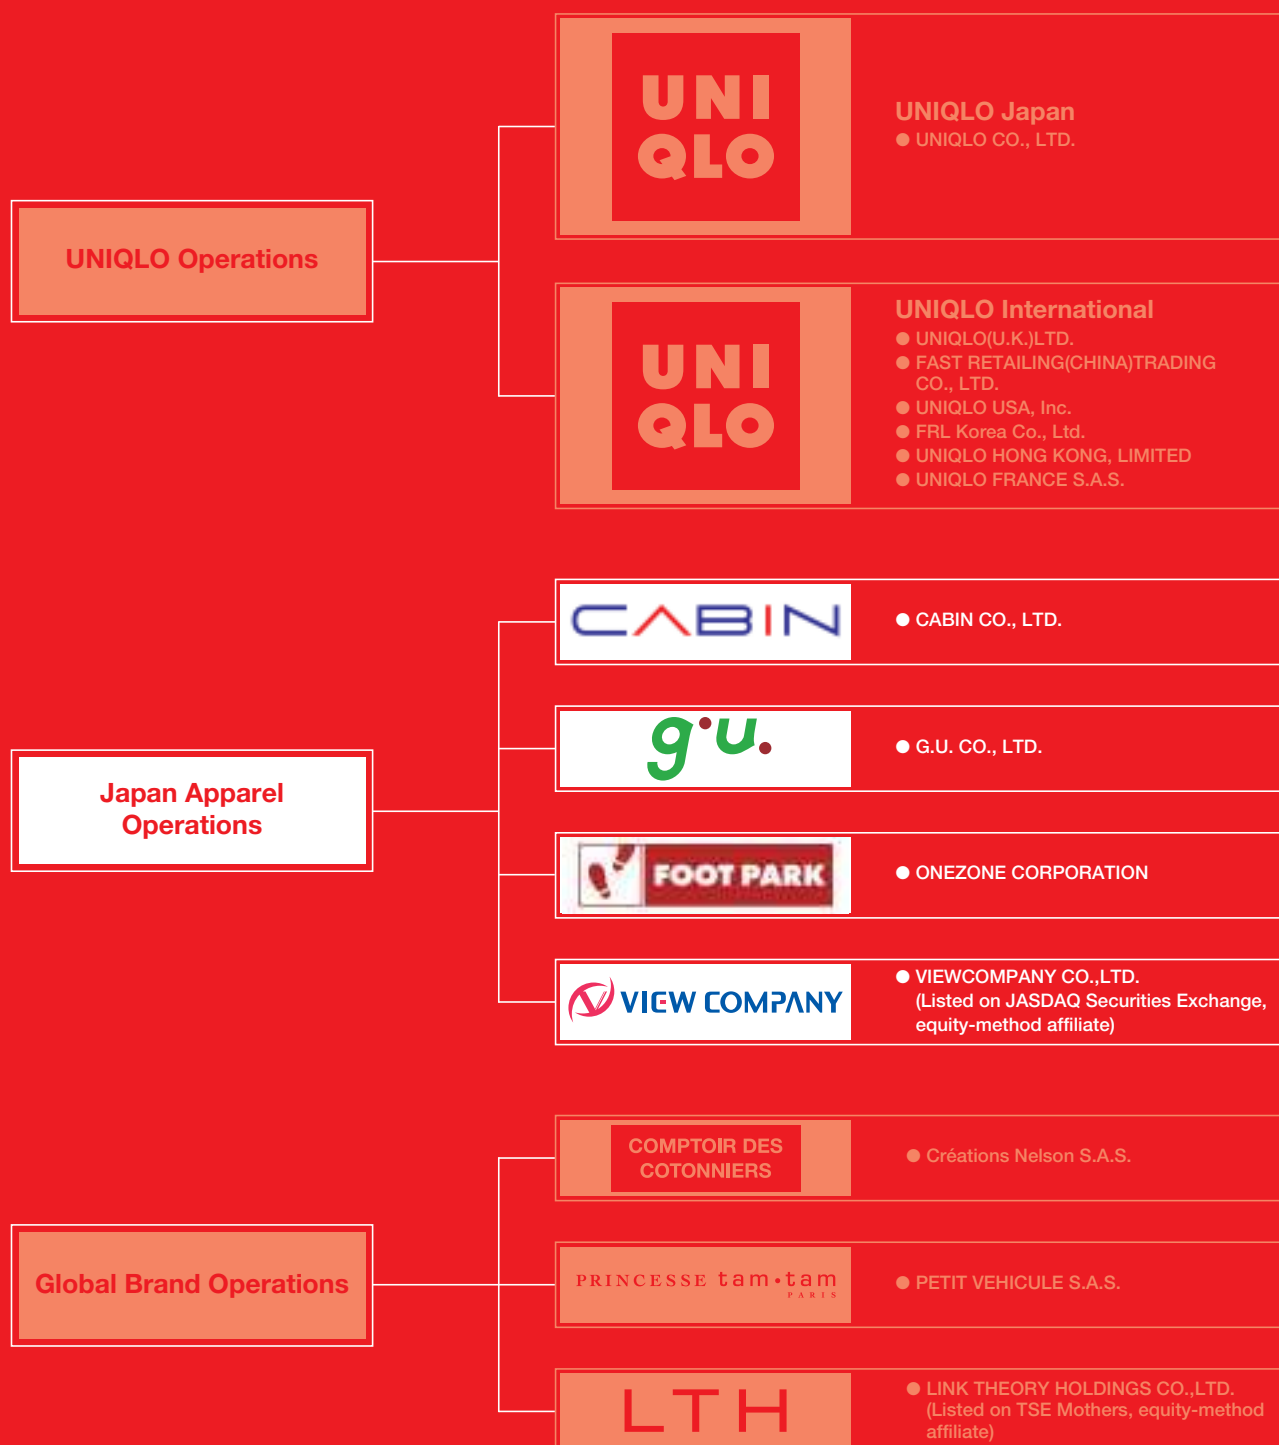 UNIQLO Operations
UNI
QLO
UNIQLO Japan
● UNIQLO CO., LTD.
UNI
QLO
UNIQLO International
● UNIQLO(U.K.)LTD.
● FAST RETAILING(CHINA)TRADING
CO., LTD.
● UNIQLO USA, Inc.
● FRL Korea Co., Ltd.
● UNIQLO HONG KONG, LIMITED
● UNIQLO FRANCE S.A.S.
Japan Apparel
Operations
CABIN
● CABIN CO., LTD.
g.u.
● G.U. CO., LTD.
FOOT PARK
● ONEZONE CORPORATION
VIEW COMPANY
● VIEWCOMPANY CO.,LTD.
(Listed on JASDAQ Securities Exchange,
equity-method affiliate)
Global Brand Operations
COMPTOIR DES
COTONNIERS
● Créations Nelson S.A.S.
PRINCESSE tam•tam
PARIS
● PETIT VEHICULE S.A.S.
LTH
● LINK THEORY HOLDINGS CO.,LTD.
(Listed on TSE Mothers, equity-method
affiliate)